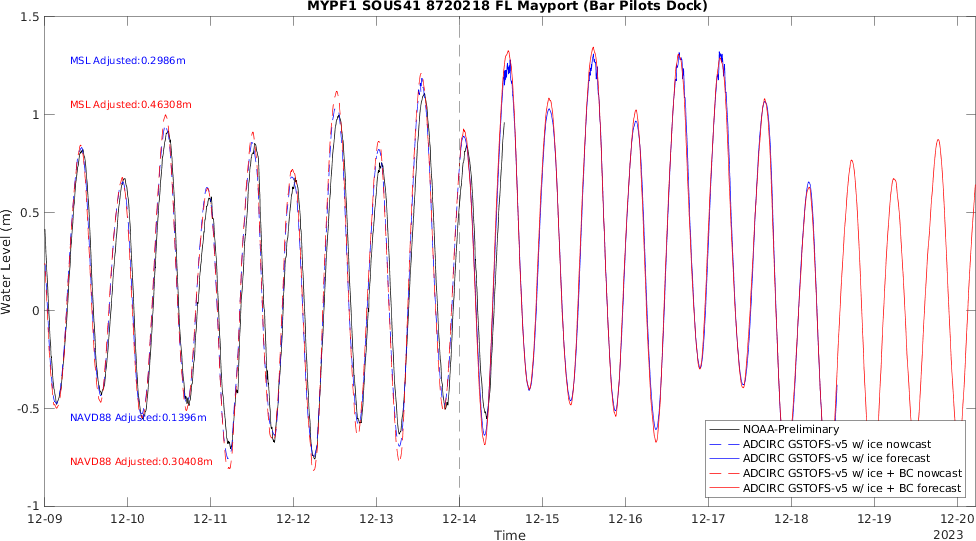 MYPF1 SOUS41 8720218 FL Mayport (Bar Pilots Dock)
1.5
1
0.5
0
-0.5
-1
Water Level (m)
MSL Adjusted:0.2986m
MSL Adjusted:0.46308m
NAVD88 Adjusted:0.1396m
NAVD88 Adjusted:0.30408m
NOAA-Preliminary
ADCIRC GSTOFS-v5 w/ ice nowcast
ADCIRC GSTOFS-v5 w/ ice forecast
ADCIRC GSTOFS-v5 w/ ice + BC nowcast
ADCIRC GSTOFS-v5 w/ ice + BC forecast
12-09 12-10 12-11 12-12 12-13 12-14 12-15 12-16 12-17 12-18 12-19 12-20
2023
Time